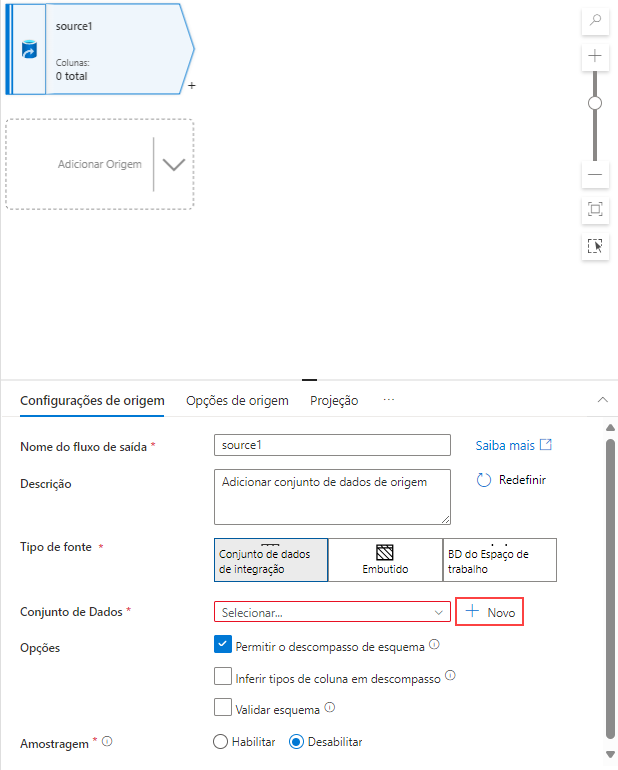 source1
Colunas:
0 total
+
Adicionar Origem
Configurações de origem
Opções de origem
Projeção
...
Nome do fluxo de saída *
source1
Saiba mais
Descrição
Adicionar conjunto de dados de origem
Redefinir
Tipo de fonte *
Conjunto de dados
de integração
Embutido
BD do Espaço de
trabalho
Conjunto de Dados *
Selecionar...
+ Novo
Opções
Permitir o descompasso de esquema
Inferir tipos de coluna em descompasso
Validar esquema
Amostragem *
Habilitar
Desabilitar